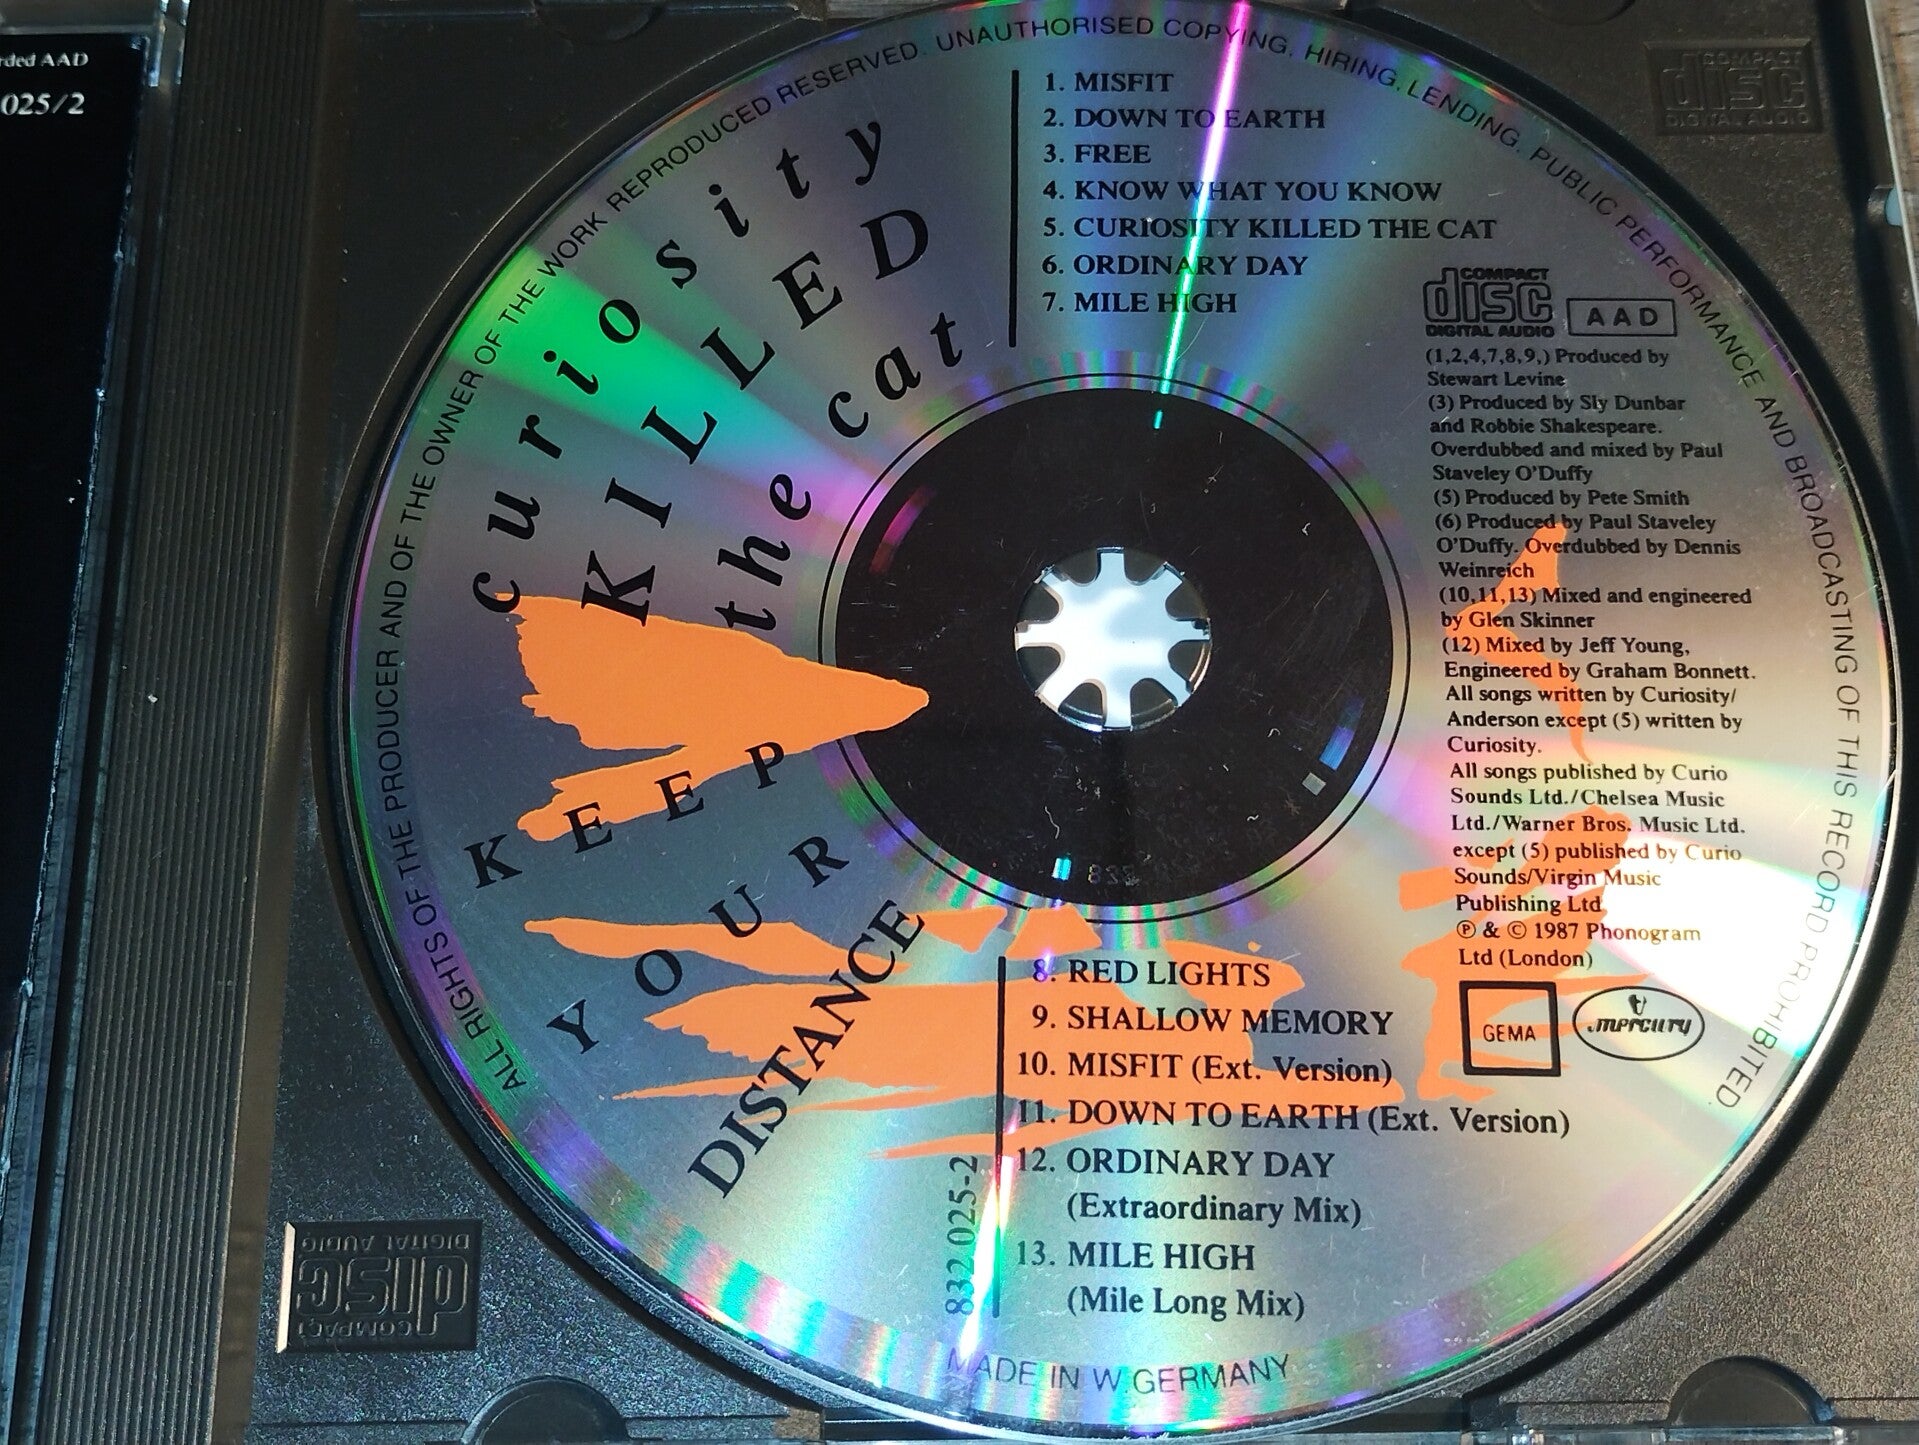 AAD
025/2
ALL RIGHTS OF THE PRODUCER AND OF THE OWNER OF THE WORK REPRODUCED RESERVED. UNAUTHORISED COPYING, HIRING, LENDING, PUBLIC PERFORMANCE AND BROADCASTING OF THIS RECORD PROHIBITED.
curiosity
KILLED
the cat
KEEP
YOUR
DISTANCE
1. MISFIT
2. DOWN TO EARTH
3. FREE
4. KNOW WHAT YOU KNOW
5. CURIOSITY KILLED THE CAT
6. ORDINARY DAY
7. MILE HIGH
COMPACT
disc
DIGITAL AUDIO
AAD
(1,2,4,7,8,9,) Produced by
Stewart Levine
(3) Produced by Sly Dunbar
and Robbie Shakespeare.
Overdubbed and mixed by Paul
Staveley O'Duffy
(5) Produced by Pete Smith
(6) Produced by Paul Staveley
O'Duffy. Overdubbed by Dennis
Weinreich
(10,11,13) Mixed and engineered
by Glen Skinner
(12) Mixed by Jeff Young,
Engineered by Graham Bonnett.
All songs written by Curiosity/
Anderson except (5) written by
Curiosity.
All songs published by Curio
Sounds Ltd./Chelsea Music
Ltd./Warner Bros. Music Ltd.
except (5) published by Curio
Sounds/Virgin Music
Publishing Ltd
℗ & © 1987 Phonogram
Ltd (London)
GEMA
mercury
8. RED LIGHTS
9. SHALLOW MEMORY
10. MISFIT (Ext. Version)
11. DOWN TO EARTH (Ext. Version)
12. ORDINARY DAY
(Extraordinary Mix)
13. MILE HIGH
(Mile Long Mix)
832 025-2
MADE IN W. GERMANY
COMPACT
disc
DIGITAL AUDIO
COMPACT
disc
DIGITAL AUDIO